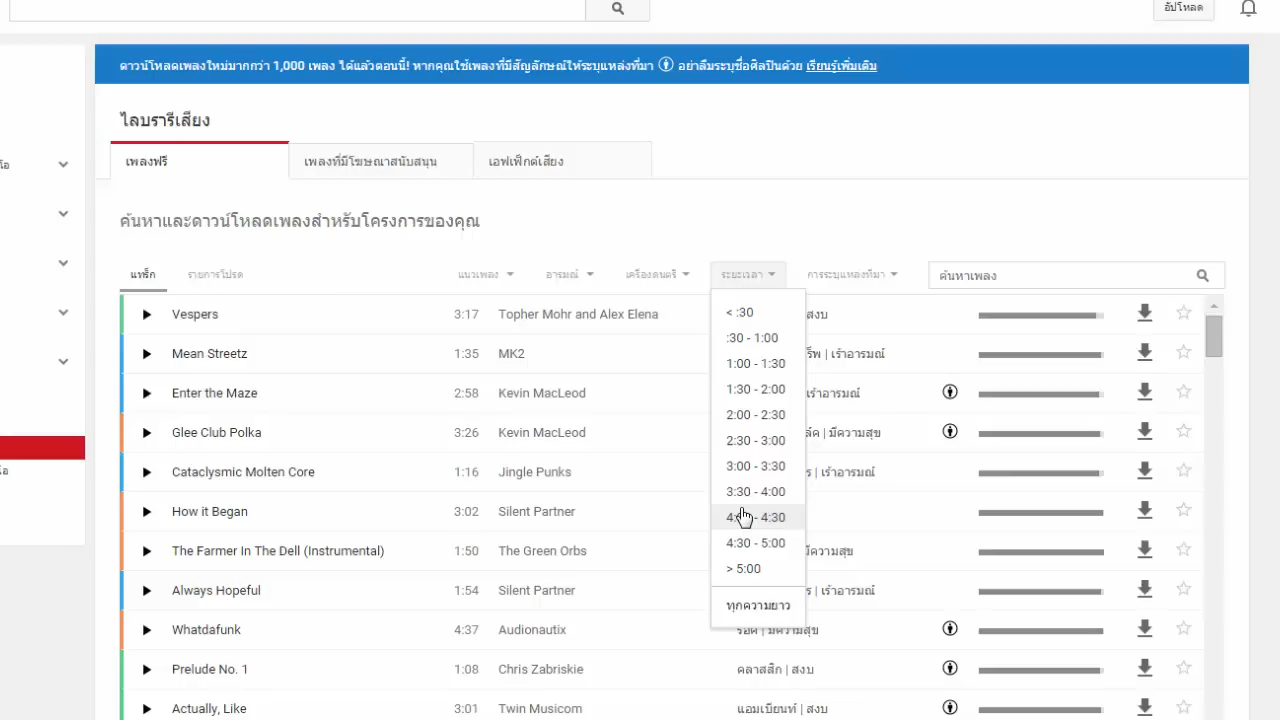 อัปโหลด
ดาวน์โหลดเพลงใหม่มากกว่า 1,000 เพลง ได้แล้วตอนนี้! หากคุณใช้เพลงที่มีสัญลักษณ์ให้ระบุแหล่งที่มา อย่าลืมระบุชื่อศิลปินด้วย เรียนรู้เพิ่มเติม
ไลบรารีเสียง
เพลงฟรี เพลงที่มีโฆษณาสนับสนุน เอฟเฟ็กต์เสียง
ค้นหาและดาวน์โหลดเพลงสำหรับโครงการของคุณ
แทร็ก รายการโปรด แนวเพลง อารมณ์ เครื่องดนตรี ระยะเวลา การระบุแหล่งที่มา ค้นหาเพลง
Vespers 3:17 Topher Mohr and Alex Elena สงบ
Mean Streetz 1:35 MK2 เร้าอารมณ์
Enter the Maze 2:58 Kevin MacLeod เร้าอารมณ์
Glee Club Polka 3:26 Kevin MacLeod มีความสุข
Cataclysmic Molten Core 1:16 Jingle Punks เร้าอารมณ์
How it Began 3:02 Silent Partner
The Farmer In The Dell (Instrumental) 1:50 The Green Orbs มีความสุข
Always Hopeful 1:54 Silent Partner เร้าอารมณ์
Whatdafunk 4:37 Audionautix ร็อค | มีความสุข
Prelude No. 1 1:08 Chris Zabriskie คลาสสิก | สงบ
Actually, Like 3:01 Twin Musicom แอมเบียนท์ | สงบ
< :30
:30 - 1:00
1:00 - 1:30
1:30 - 2:00
2:00 - 2:30
2:30 - 3:00
3:00 - 3:30
3:30 - 4:00
- 4:30
4:30 - 5:00
> 5:00
ทุกความยาว